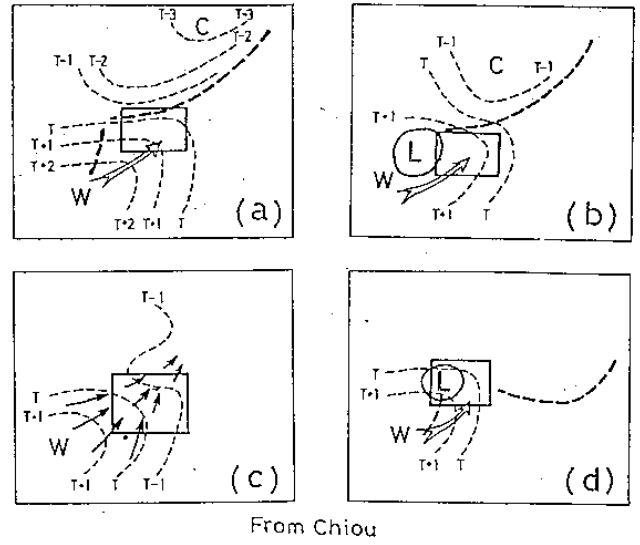 T-3 T-3
C
T-2
T-1 T-2
T
T+1
T+2
W
T+2 T+1 T
(a)
T-1
T
C
T-1
T+1
L
W
T+1 T
(b)
T-1
T
T+1
W
T+1 T T-1
(c)
T
L
T+1
W
T+1 T
(d)
From Chiou